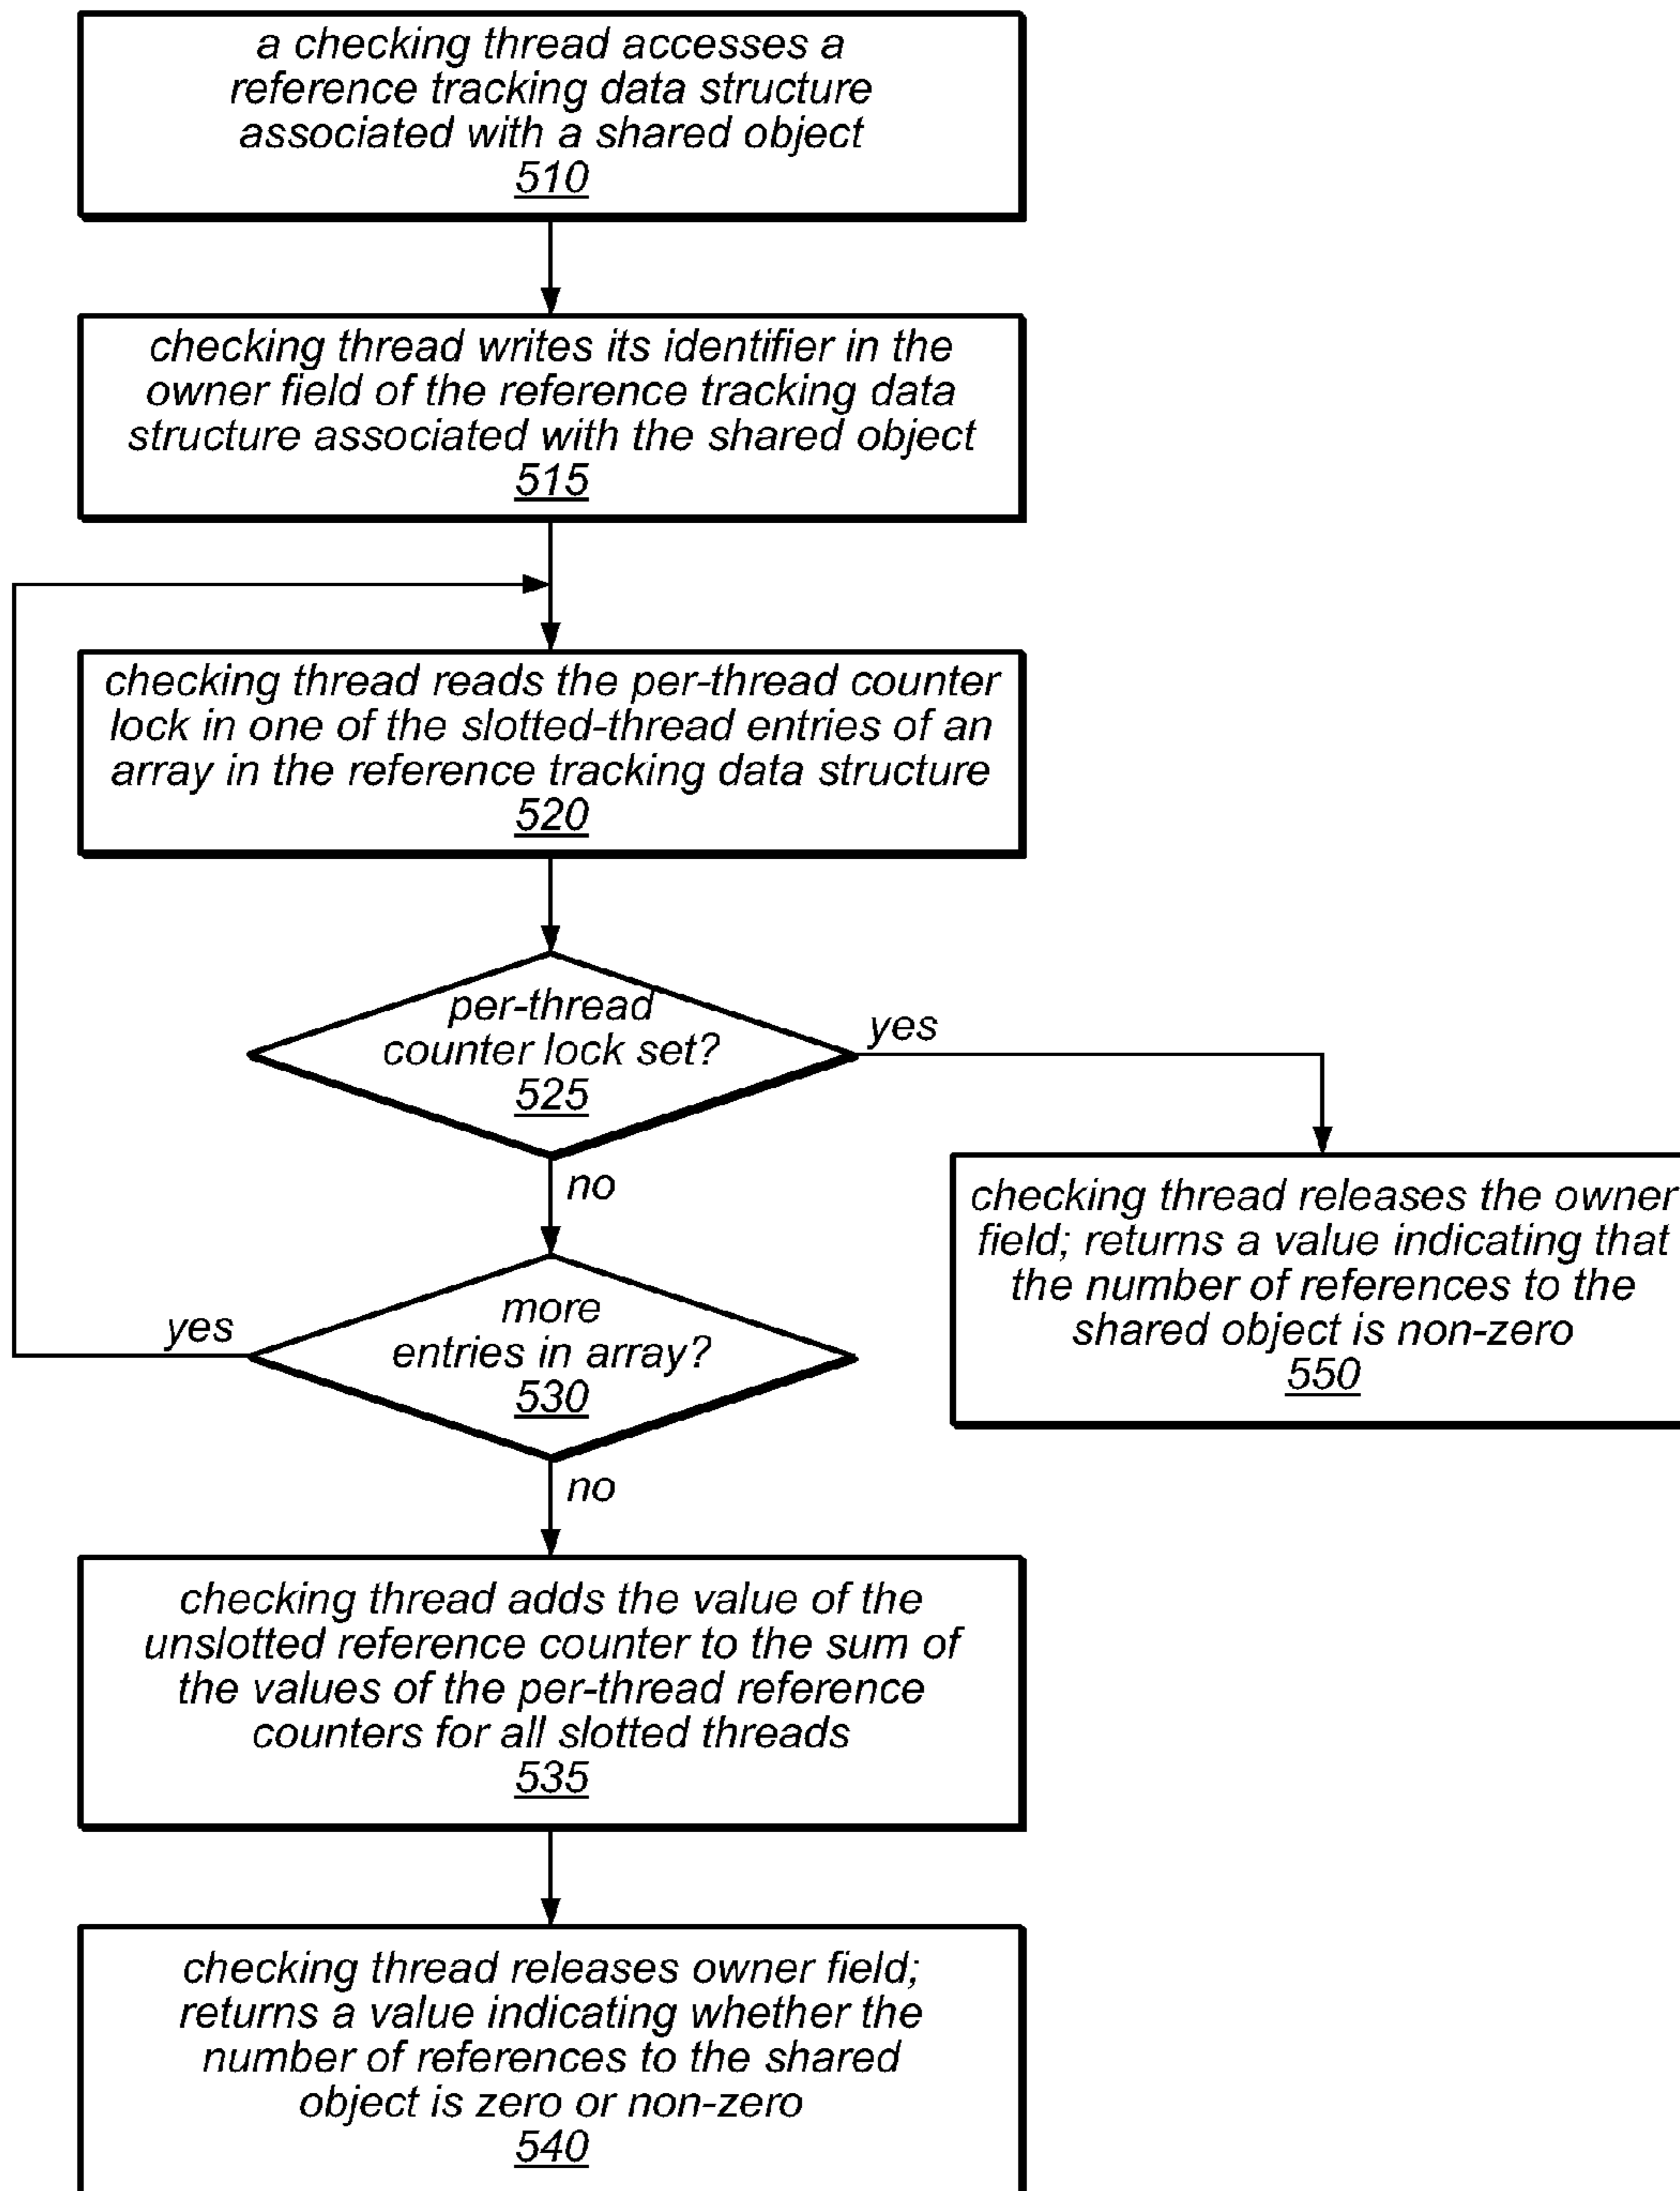 a checking thread accesses a
reference tracking data structure
associated with a shared object
510
checking thread writes its identifier in the
owner field of the reference tracking data
structure associated with the shared object
515
checking thread reads the per-thread counter
lock in one of the slotted-thread entries of an
array in the reference tracking data structure
520
per-thread
counter lock set?
525
yes
no
checking thread releases the owner
field; returns a value indicating that
the number of references to the
shared object is non-zero
550
more
entries in array?
530
yes
no
checking thread adds the value of the
unslotted reference counter to the sum of
the values of the per-thread reference
counters for all slotted threads
535
checking thread releases owner field;
returns a value indicating whether the
number of references to the shared
object is zero or non-zero
540